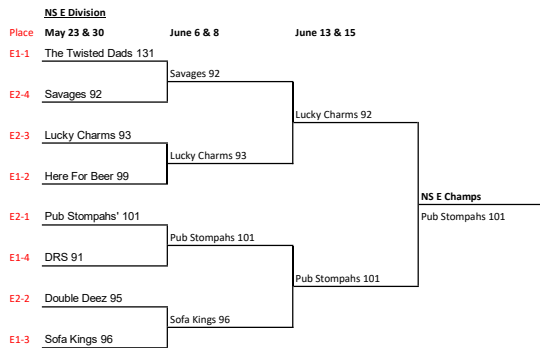 NS E Division
Place May 23 & 30 June 6 & 8 June 13 & 15
E1-1 The Twisted Dads 131
Savages 92
E2-4 Savages 92
Lucky Charms 92
E2-3 Lucky Charms 93
Lucky Charms 93
E1-2 Here For Beer 99
NS E Champs
E2-1 Pub Stompahs' 101 Pub Stompahs 101
Pub Stompahs 101
E1-4 DRS 91
Pub Stompahs 101
E2-2 Double Deez 95
Sofa Kings 96
E1-3 Sofa Kings 96